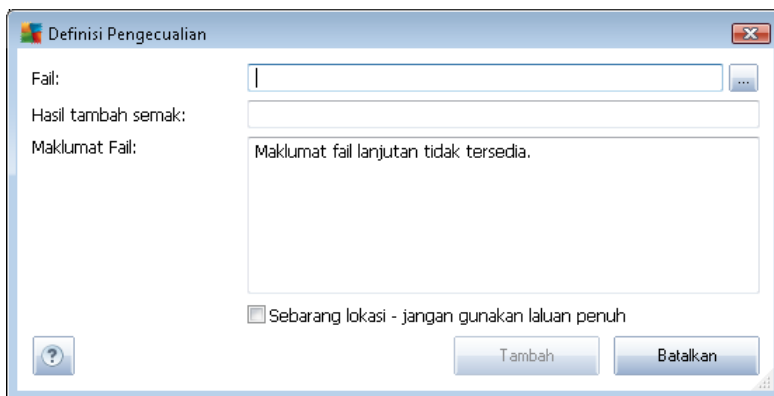 Definisi Pengecualian
Fail:
...
Hasil tambah semak:
Maklumat Fail:
Maklumat fail lanjutan tidak tersedia.
Sebarang lokasi - jangan gunakan laluan penuh
?
Tambah
Batalkan